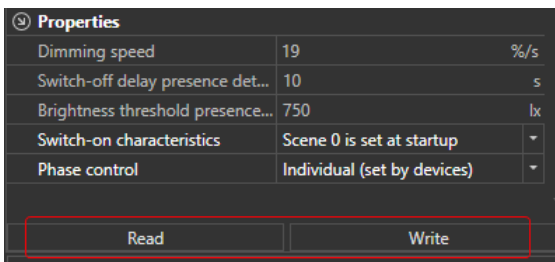 Properties
Dimming speed 19 %/s
Switch-off delay presence det... 10 s
Brightness threshold presence... 750 lx
Switch-on characteristics Scene 0 is set at startup
Phase control Individual (set by devices)
Read Write